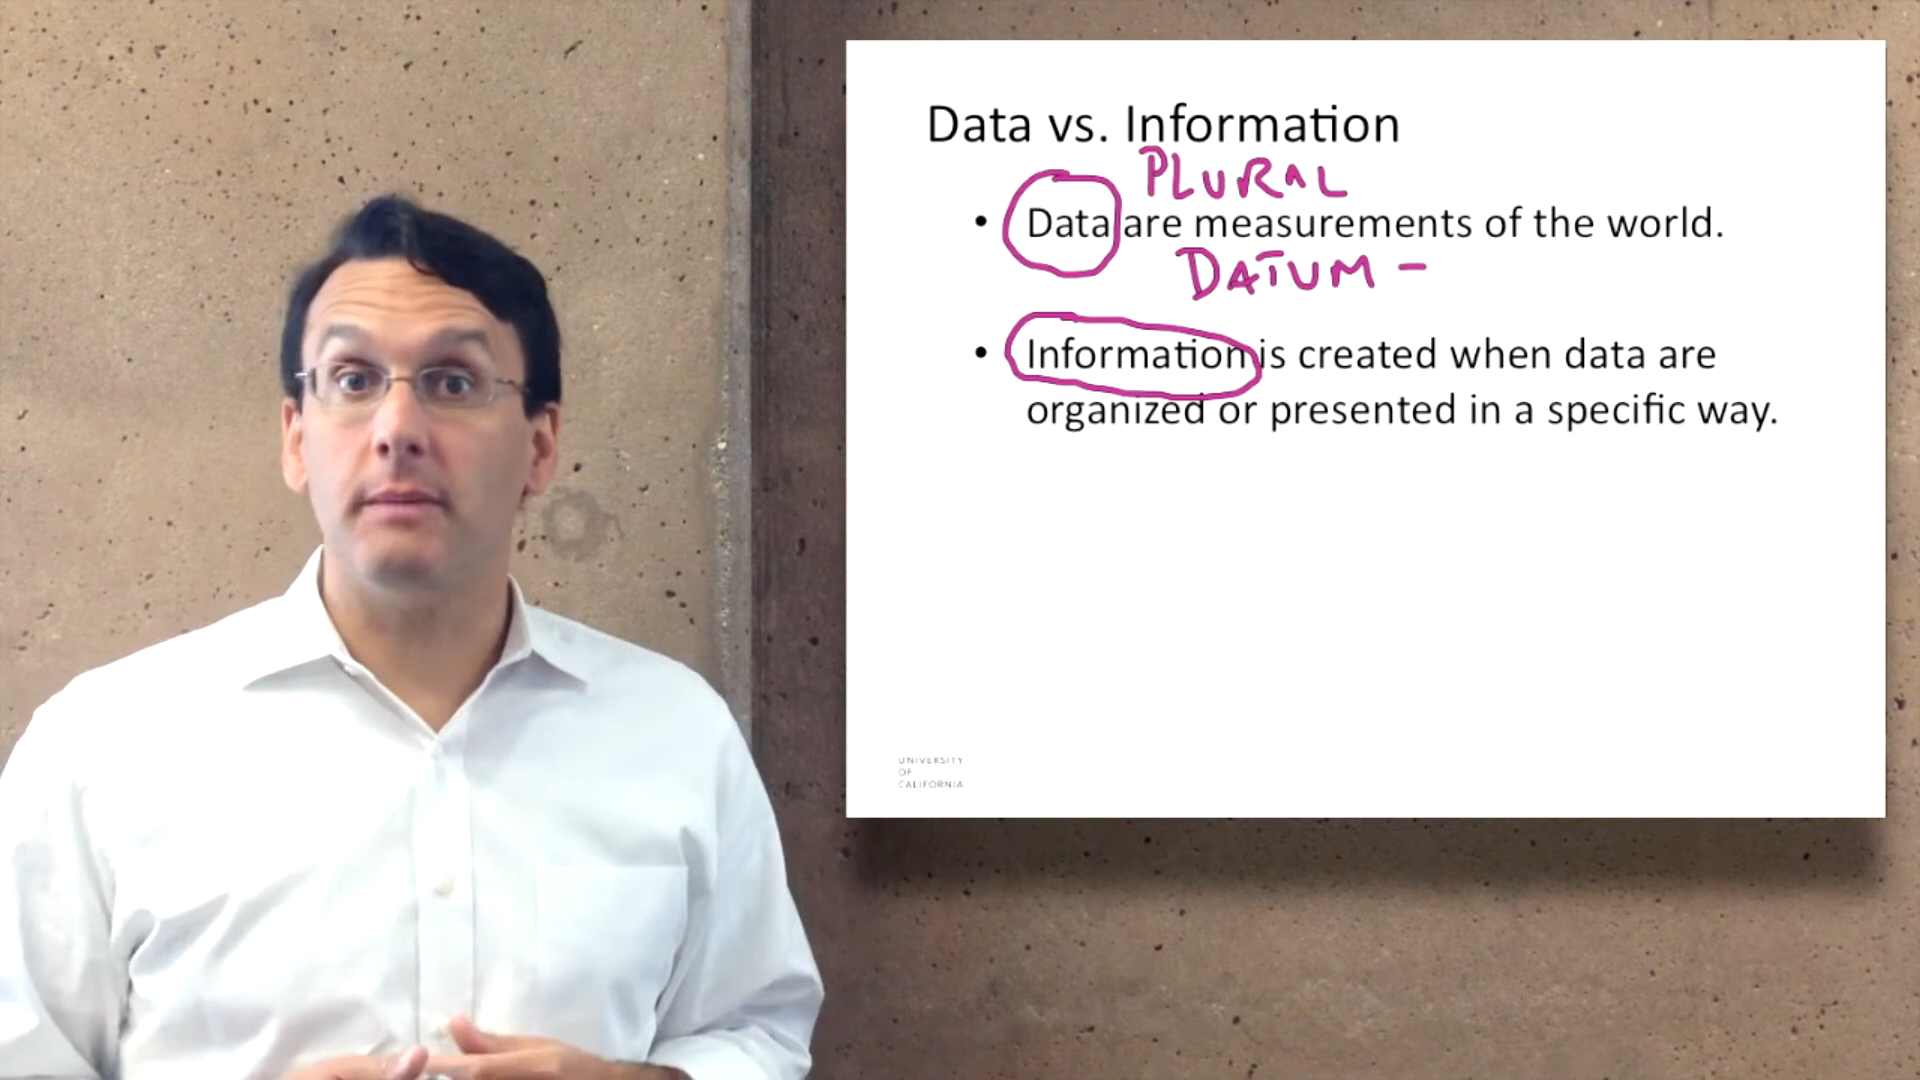 Data vs. Information
PLURAL
• Data are measurements of the world.
DATUM -
• Information is created when data are
organized or presented in a specific way.
UNIVERSITY
OF
CALIFORNIA